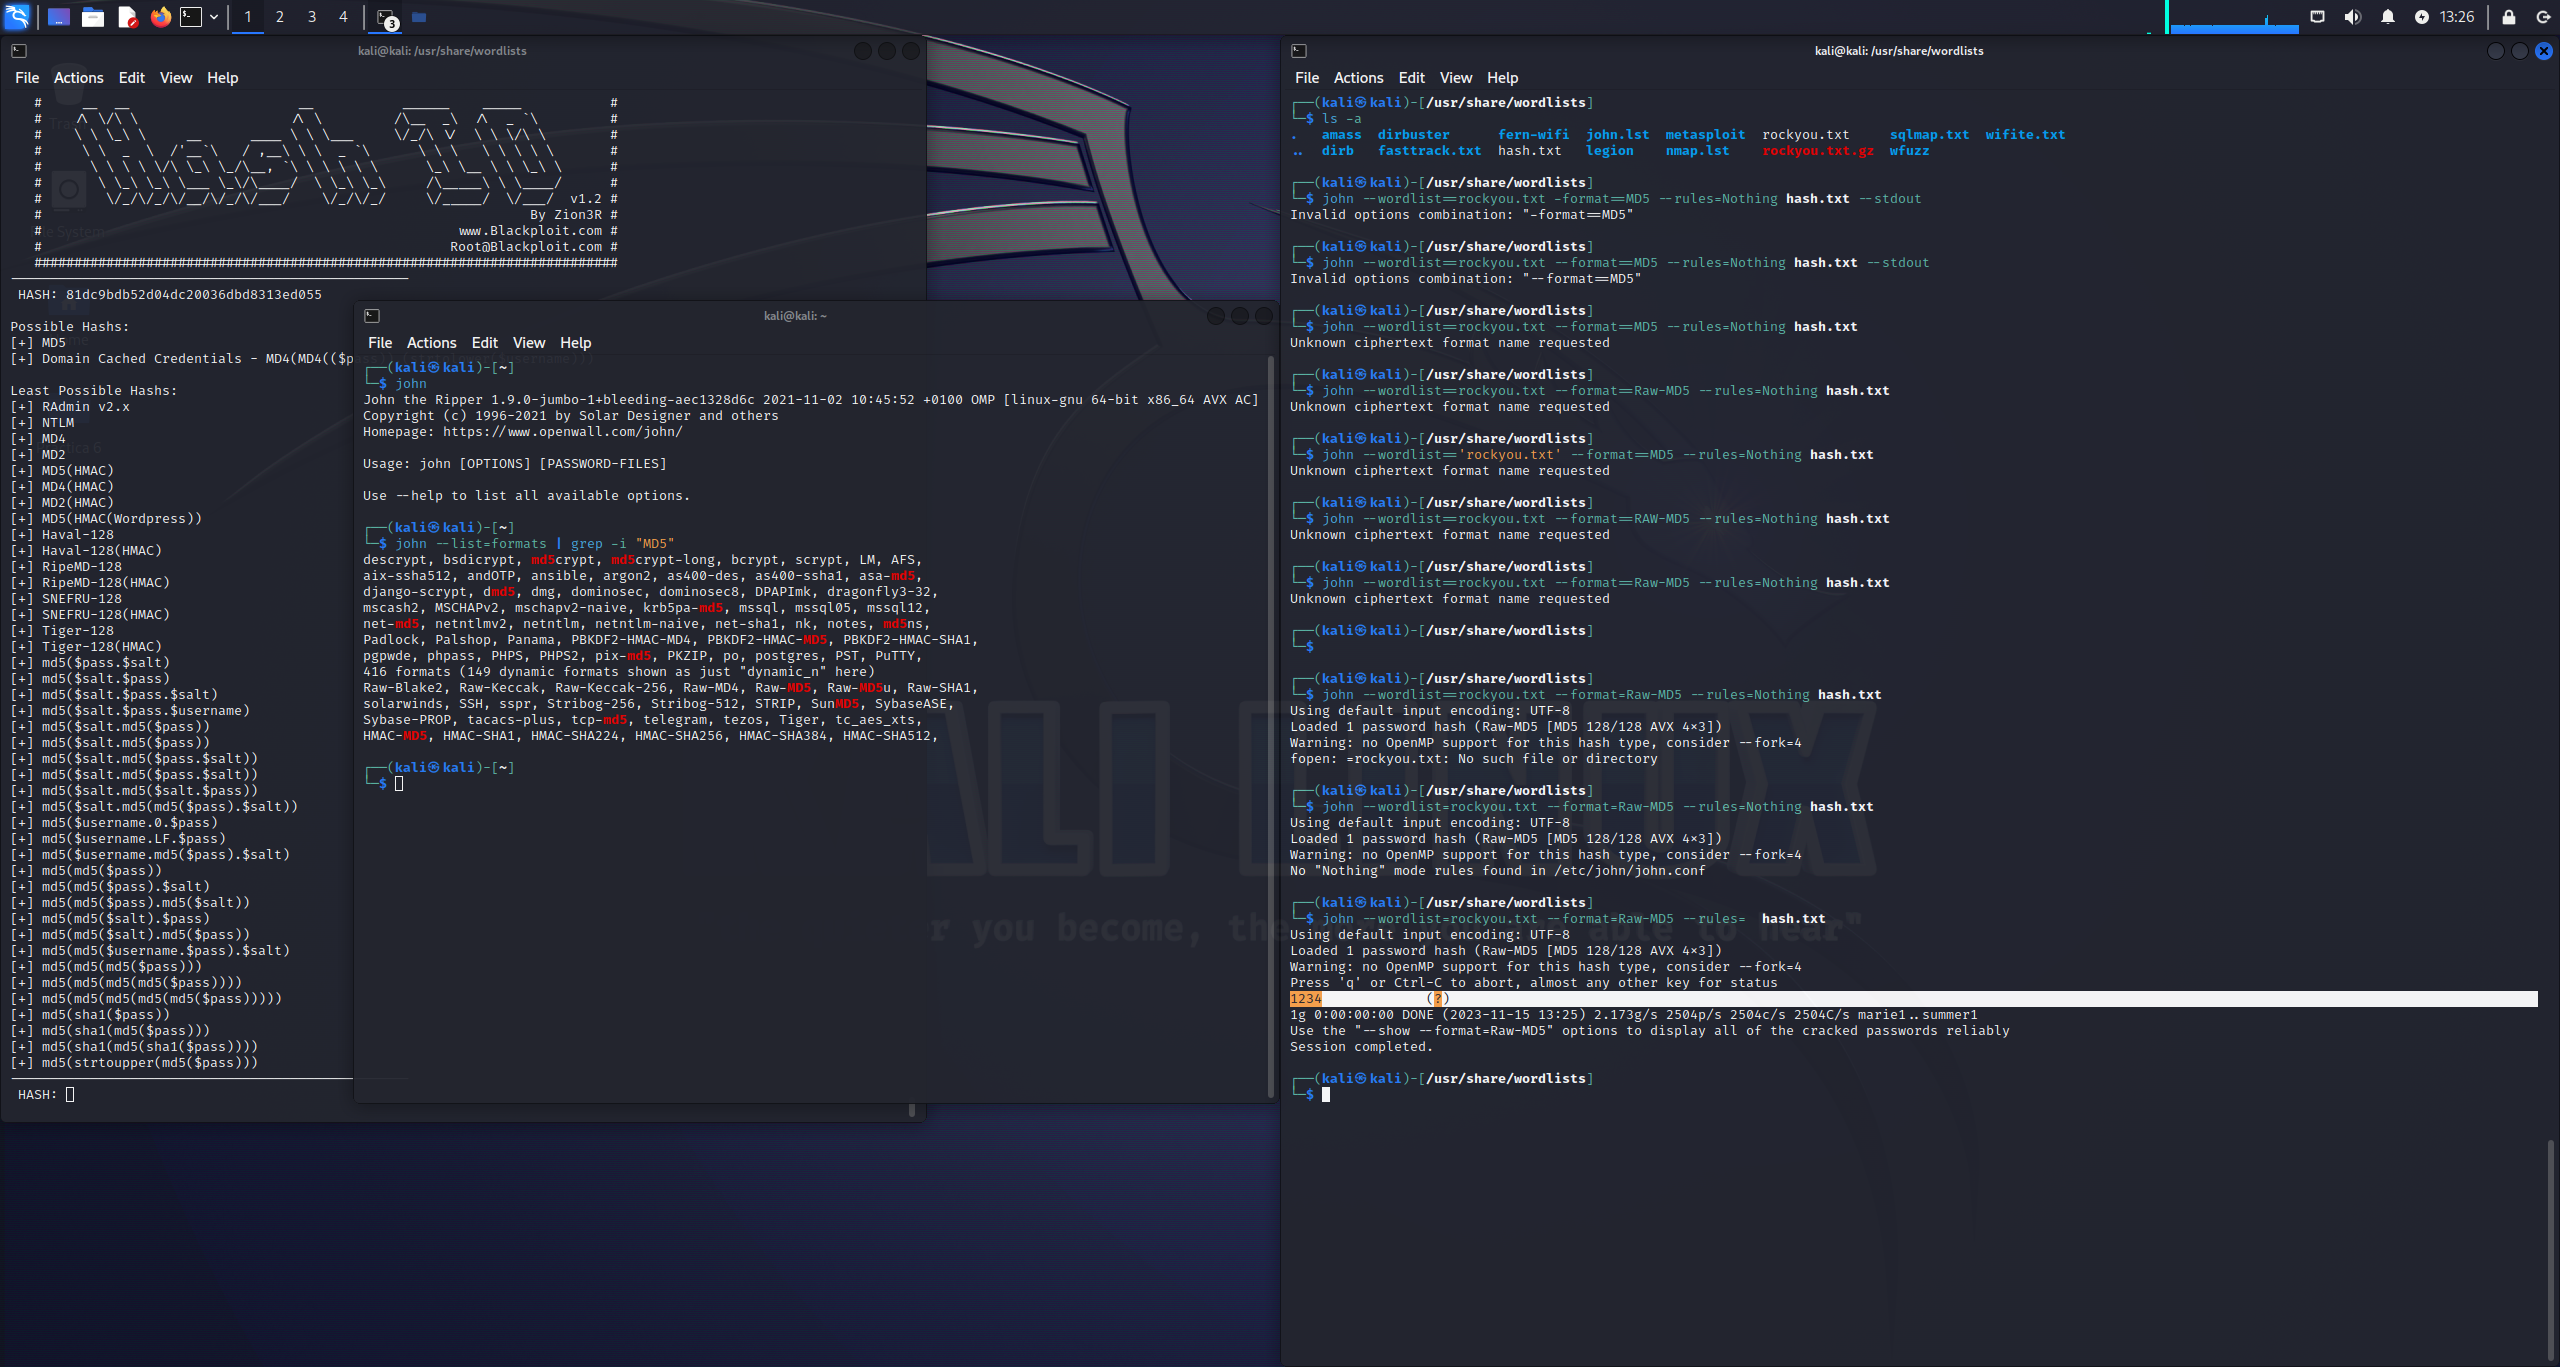 1 2 3 4 3 13:26
kali@kali: /usr/share/wordlists
File Actions Edit View Help
v1.2 #
By Zion3R #
www.Blackploit.com #
Root@Blackploit.com #
#########################################################################
HASH: 81dc9bdb52d04dc20036dbd8313ed055
Possible Hashs:
[+] MD5
[+] Domain Cached Credentials - MD4(MD4(($p
Least Possible Hashs:
[+] RAdmin v2.x
[+] NTLM
[+] MD4
[+] MD2
[+] MD5(HMAC)
[+] MD4(HMAC)
[+] MD2(HMAC)
[+] MD5(HMAC(Wordpress))
[+] Haval-128
[+] Haval-128(HMAC)
[+] RipeMD-128
[+] RipeMD-128(HMAC)
[+] SNEFRU-128
[+] SNEFRU-128(HMAC)
[+] Tiger-128
[+] Tiger-128(HMAC)
[+] md5($pass.$salt)
[+] md5($salt.$pass)
[+] md5($salt.$pass.$salt)
[+] md5($salt.$pass.$username)
[+] md5($salt.md5($pass))
[+] md5($salt.md5($pass))
[+] md5($salt.md5($pass.$salt))
[+] md5($salt.md5($pass.$salt))
[+] md5($salt.md5($salt.$pass))
[+] md5($salt.md5(md5($pass).$salt))
[+] md5($username.0.$pass)
[+] md5($username.LF.$pass)
[+] md5($username.md5($pass).$salt)
[+] md5(md5($pass))
[+] md5(md5($pass).$salt)
[+] md5(md5($pass).md5($salt))
[+] md5(md5($salt).$pass)
[+] md5(md5($salt).md5($pass))
[+] md5(md5($username.$pass).$salt)
[+] md5(md5(md5($pass)))
[+] md5(md5(md5(md5($pass))))
[+] md5(md5(md5(md5(md5($pass)))))
[+] md5(sha1($pass))
[+] md5(sha1(md5($pass)))
[+] md5(sha1(md5(sha1($pass))))
[+] md5(strtoupper(md5($pass)))
HASH:
kali@kali: ~
File Actions Edit View Help
┌──(kali㉿kali)-[~]
└─$ john
John the Ripper 1.9.0-jumbo-1+bleeding-aec1328d6c 2021-11-02 10:45:52 +0100 OMP [linux-gnu 64-bit x86_64 AVX AC]
Copyright (c) 1996-2021 by Solar Designer and others
Homepage: https://www.openwall.com/john/
Usage: john [OPTIONS] [PASSWORD-FILES]
Use --help to list all available options.
┌──(kali㉿kali)-[~]
└─$ john --list=formats | grep -i "MD5"
descrypt, bsdicrypt, md5crypt, md5crypt-long, bcrypt, scrypt, LM, AFS,
aix-ssha512, andOTP, ansible, argon2, as400-des, as400-ssha1, asa-md5,
django-scrypt, dmd5, dmg, dominosec, dominosec8, DPAPImk, dragonfly3-32,
mscash2, MSCHAPv2, mschapv2-naive, krb5pa-md5, mssql, mssql05, mssql12,
net-md5, netntlmv2, netntlm, netntlm-naive, net-sha1, nk, notes, md5ns,
Padlock, Palshop, Panama, PBKDF2-HMAC-MD4, PBKDF2-HMAC-MD5, PBKDF2-HMAC-SHA1,
pgpwde, phpass, PHPS, PHPS2, pix-md5, PKZIP, po, postgres, PST, PuTTY,
416 formats (149 dynamic formats shown as just "dynamic_n" here)
Raw-Blake2, Raw-Keccak, Raw-Keccak-256, Raw-MD4, Raw-MD5, Raw-MD5u, Raw-SHA1,
solarwinds, SSH, sspr, Stribog-256, Stribog-512, STRIP, SunMD5, SybaseASE,
Sybase-PROP, tacacs-plus, tcp-md5, telegram, tezos, Tiger, tc_aes_xts,
HMAC-MD5, HMAC-SHA1, HMAC-SHA224, HMAC-SHA256, HMAC-SHA384, HMAC-SHA512,
┌──(kali㉿kali)-[~]
└─$
kali@kali: /usr/share/wordlists
File Actions Edit View Help
┌──(kali㉿kali)-[/usr/share/wordlists]
└─$ ls -a
. amass dirbuster fern-wifi john.lst metasploit rockyou.txt sqlmap.txt wifite.txt
.. dirb fasttrack.txt hash.txt legion nmap.lst rockyou.txt.gz wfuzz
┌──(kali㉿kali)-[/usr/share/wordlists]
└─$ john --wordlist==rockyou.txt -format==MD5 --rules=Nothing hash.txt --stdout
Invalid options combination: "-format==MD5"
┌──(kali㉿kali)-[/usr/share/wordlists]
└─$ john --wordlist==rockyou.txt --format==MD5 --rules=Nothing hash.txt --stdout
Invalid options combination: "--format==MD5"
┌──(kali㉿kali)-[/usr/share/wordlists]
└─$ john --wordlist==rockyou.txt --format==MD5 --rules=Nothing hash.txt
Unknown ciphertext format name requested
┌──(kali㉿kali)-[/usr/share/wordlists]
└─$ john --wordlist==rockyou.txt --format==Raw-MD5 --rules=Nothing hash.txt
Unknown ciphertext format name requested
┌──(kali㉿kali)-[/usr/share/wordlists]
└─$ john --wordlist=='rockyou.txt' --format==MD5 --rules=Nothing hash.txt
Unknown ciphertext format name requested
┌──(kali㉿kali)-[/usr/share/wordlists]
└─$ john --wordlist==rockyou.txt --format==RAW-MD5 --rules=Nothing hash.txt
Unknown ciphertext format name requested
┌──(kali㉿kali)-[/usr/share/wordlists]
└─$ john --wordlist==rockyou.txt --format==Raw-MD5 --rules=Nothing hash.txt
Unknown ciphertext format name requested
┌──(kali㉿kali)-[/usr/share/wordlists]
└─$
┌──(kali㉿kali)-[/usr/share/wordlists]
└─$ john --wordlist==rockyou.txt --format=Raw-MD5 --rules=Nothing hash.txt
Using default input encoding: UTF-8
Loaded 1 password hash (Raw-MD5 [MD5 128/128 AVX 4×3])
Warning: no OpenMP support for this hash type, consider --fork=4
fopen: =rockyou.txt: No such file or directory
┌──(kali㉿kali)-[/usr/share/wordlists]
└─$ john --wordlist=rockyou.txt --format=Raw-MD5 --rules=Nothing hash.txt
Using default input encoding: UTF-8
Loaded 1 password hash (Raw-MD5 [MD5 128/128 AVX 4×3])
Warning: no OpenMP support for this hash type, consider --fork=4
No "Nothing" mode rules found in /etc/john/john.conf
┌──(kali㉿kali)-[/usr/share/wordlists]
└─$ john --wordlist=rockyou.txt --format=Raw-MD5 --rules= hash.txt
Using default input encoding: UTF-8
Loaded 1 password hash (Raw-MD5 [MD5 128/128 AVX 4×3])
Warning: no OpenMP support for this hash type, consider --fork=4
Press 'q' or Ctrl-C to abort, almost any other key for status
1234 (?)
1g 0:00:00:00 DONE (2023-11-15 13:25) 2.173g/s 2504p/s 2504c/s 2504C/s marie1..summer1
Use the "--show --format=Raw-MD5" options to display all of the cracked passwords reliably
Session completed.
┌──(kali㉿kali)-[/usr/share/wordlists]
└─$